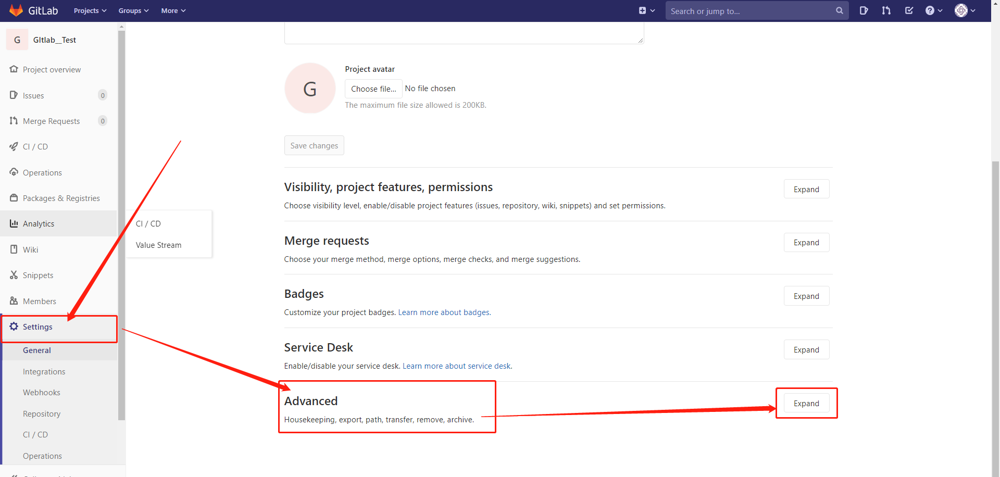 GitLab
Projects
Groups
More
Search or jump to...
G
GItlab__Test
Project overview
Issues
0
Merge Requests
0
CI / CD
Operations
Packages & Registries
Analytics
CI / CD
Value Stream
Wiki
Snippets
Members
Settings
General
Integrations
Webhooks
Repository
CI / CD
Operations
G
Project avatar
Choose file...
No file chosen
The maximum file size allowed is 200KB.
Save changes
Visibility, project features, permissions
Expand
Choose visibility level, enable/disable project features (issues, repository, wiki, snippets) and set permissions.
Merge requests
Expand
Choose your merge method, merge options, merge checks, and merge suggestions.
Badges
Expand
Customize your project badges. Learn more about badges.
Service Desk
Expand
Enable/disable your service desk. Learn more about service desk.
Advanced
Expand
Housekeeping, export, path, transfer, remove, archive.